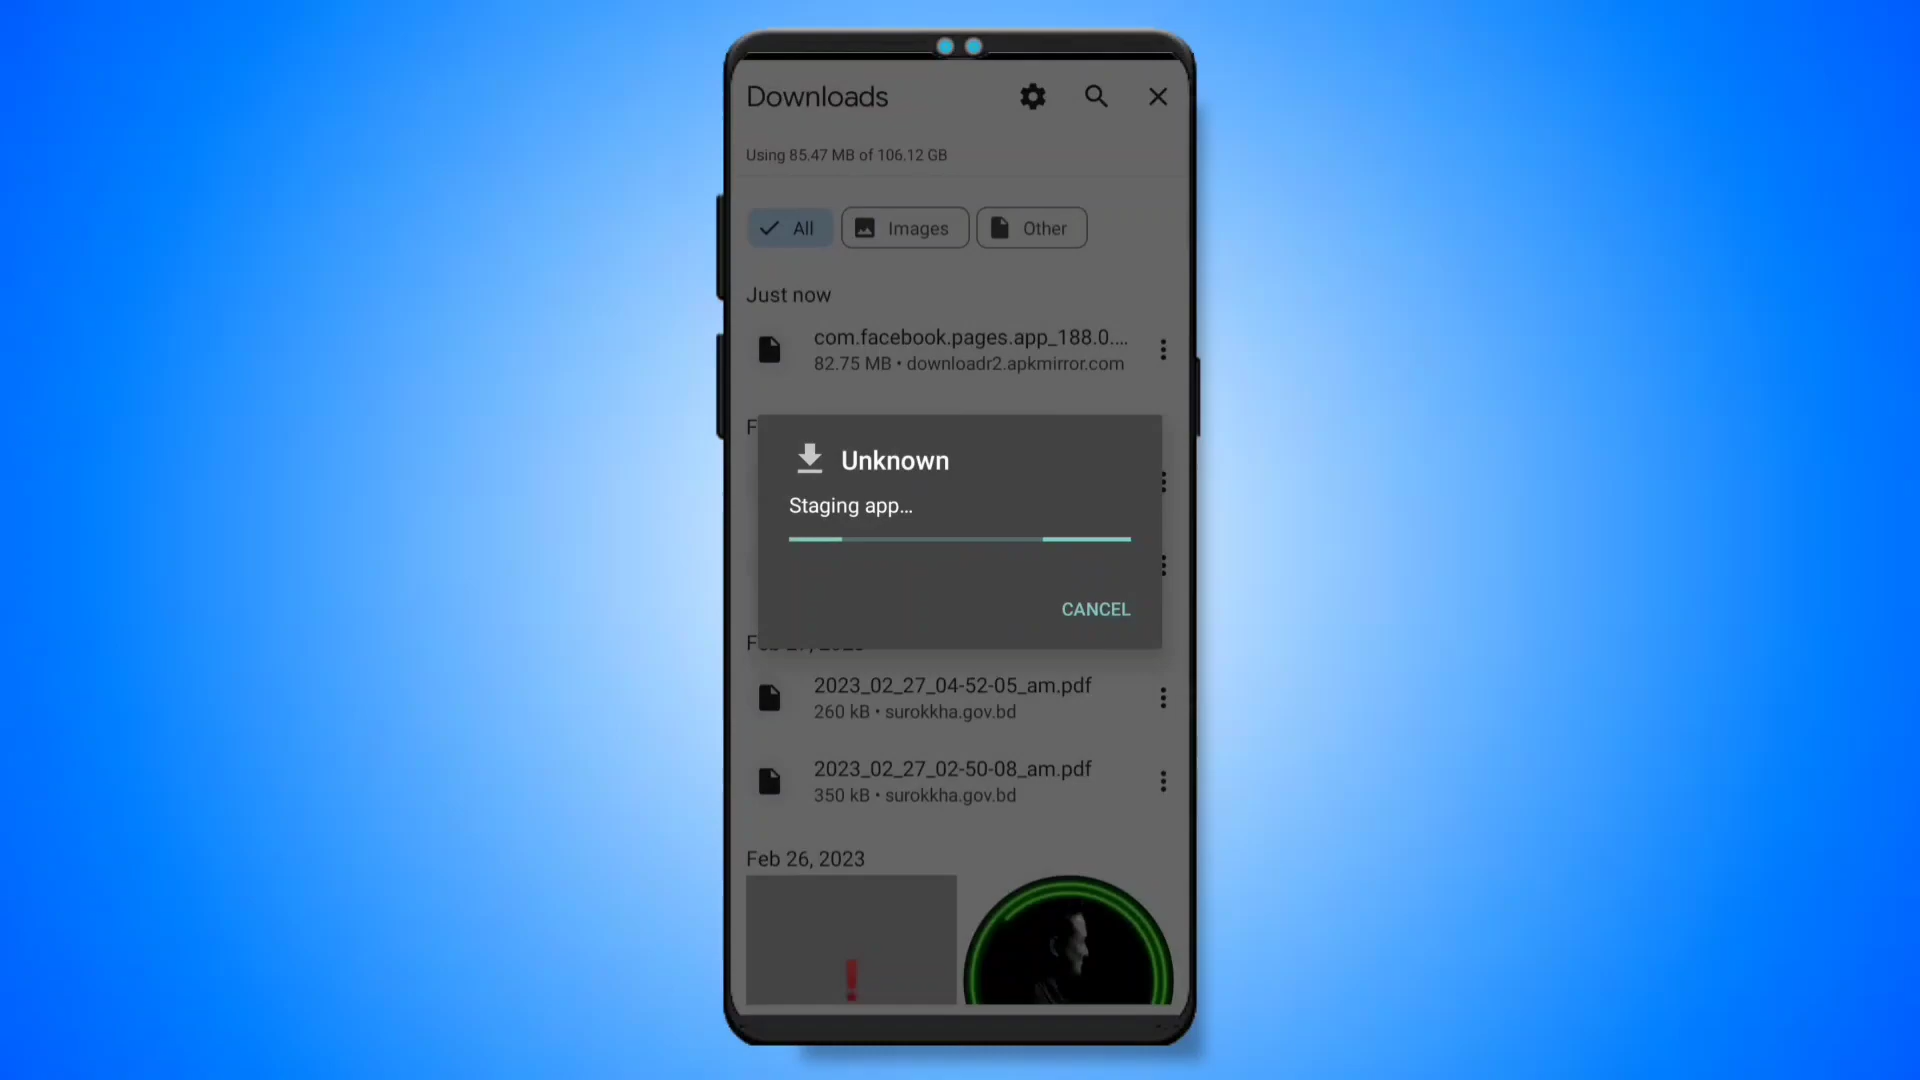 Downloads
Using 85.47 MB of 106.12 GB
All
Images
Other
Just now
com.facebook.pages.app_188.0....
82.75 MB • downloadr2.apkmirror.com
F
Unknown
Staging app...
CANCEL
2023_02_27_04-52-05_am.pdf
260 kB • surokkha.gov.bd
2023_02_27_02-50-08_am.pdf
350 kB • surokkha.gov.bd
Feb 26, 2023